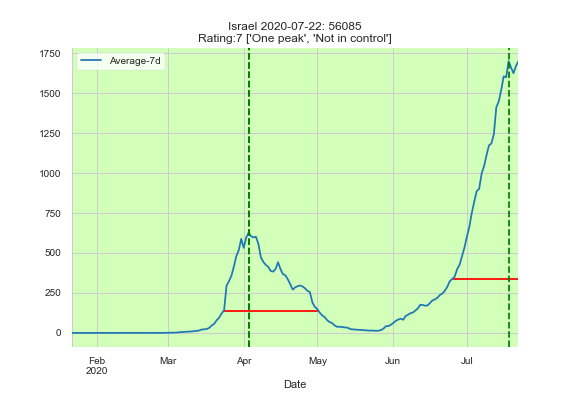 Israel 2020-07-22: 56085
Rating:7 ['One peak', 'Not in control']
Average-7d
1750
1500
1250
1000
750
500
250
0
Feb
2020
Mar
Apr
May
Jun
Jul
Date